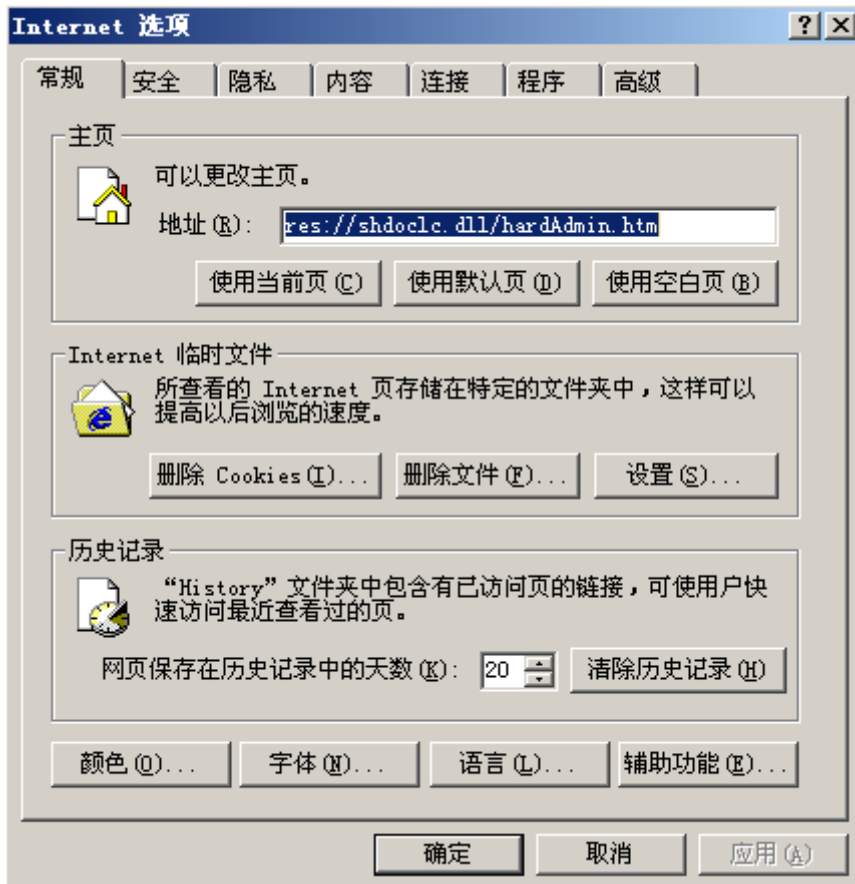 Internet 选项
常规 安全 隐私 内容 连接 程序 高级
主页
可以更改主页。
地址(R): res://shdoclc.dll/hardAdmin.htm
使用当前页(C) 使用默认页(D) 使用空白页(B)
Internet 临时文件
所查看的 Internet 页存储在特定的文件夹中，这样可以
提高以后浏览的速度。
删除 Cookies(I)... 删除文件(F)... 设置(S)...
历史记录
“History”文件夹中包含有已访问页的链接，可使用户快
速访问最近查看过的页。
网页保存在历史记录中的天数(K): 20 清除历史记录(H)
颜色(O)... 字体(N)... 语言(L)... 辅助功能(E)...
确定 取消 应用(A)